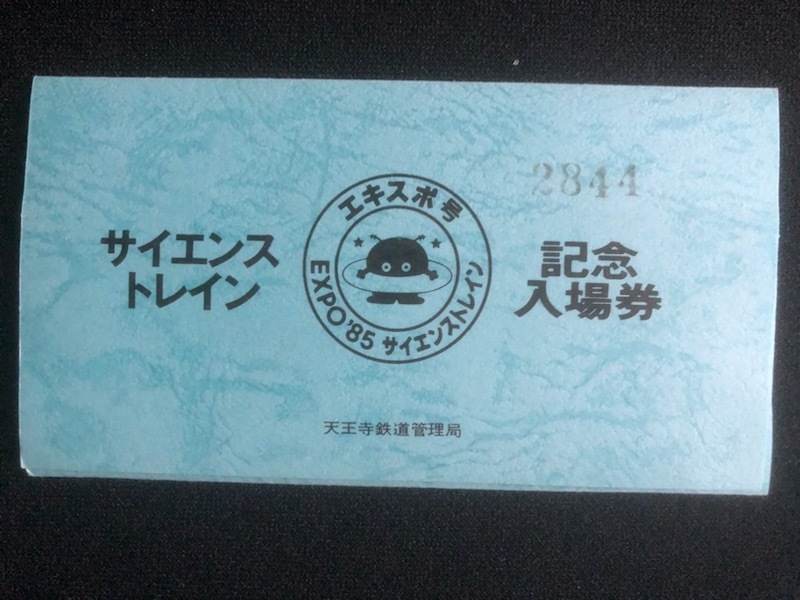 2844
サイエンス
トレイン
エキスポ号
EXPO'85 サイエンストレイン
記念
入場券
天王寺鉄道管理局